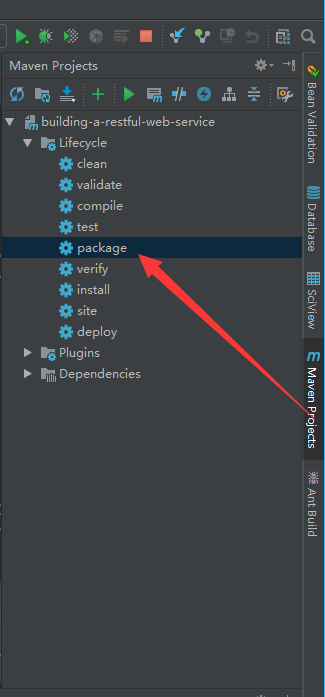 Maven Projects
building-a-restful-web-service
Lifecycle
clean
validate
compile
test
package
verify
install
site
deploy
Plugins
Dependencies
Bean Validation
Database
SciView
m
Maven Projects
Ant Build